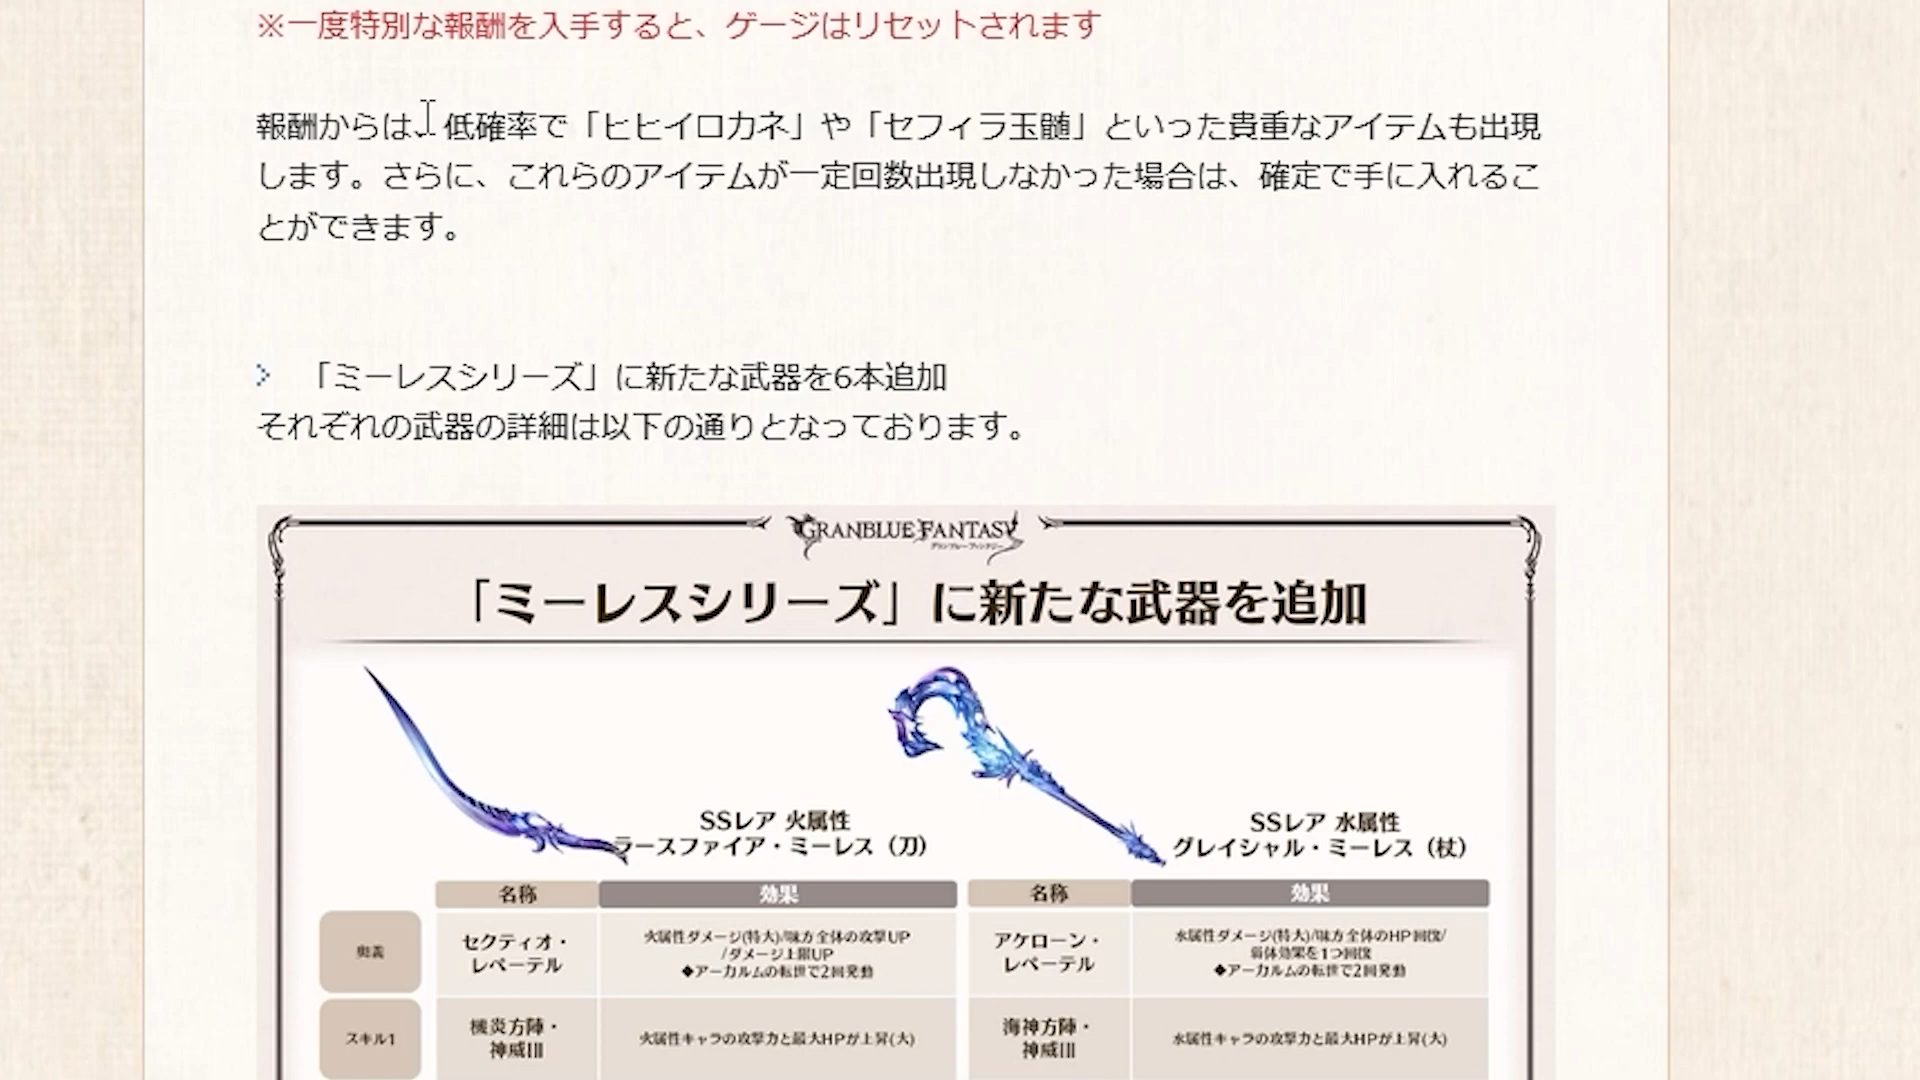 ※一度特別な報酬を入手すると、ゲージはリセットされます
報酬からは、低確率で「ヒヒイロカネ」や「セフィラ玉髄」といった貴重なアイテムも出現
します。さらに、これらのアイテムが一定回数出現しなかった場合は、確定で手に入れるこ
とができます。
「ミーレスシリーズ」に新たな武器を6本追加
それぞれの武器の詳細は以下の通りとなっております。
GRANBLUE FANTASY
グランブルーファンタジー
「ミーレスシリーズ」に新たな武器を追加
SSレア 火属性
ラースファイア・ミーレス（刀）
名称 効果
奥義
セクティオ・
レペーテル
火属性ダメージ(特大)/味方全体の攻撃UP
/ダメージ上限UP
◆アーカルムの転世で2回発動
スキル1
機炎方陣・
神威III
火属性キャラの攻撃力と最大HPが上昇(大)
SSレア 水属性
グレイシャル・ミーレス（杖）
名称 効果
アケローン・
レペーテル
水属性ダメージ(特大)/味方全体のHP回復/
弱体効果を1つ回復
◆アーカルムの転世で2回発動
海神方陣・
神威III
水属性キャラの攻撃力と最大HPが上昇(大)